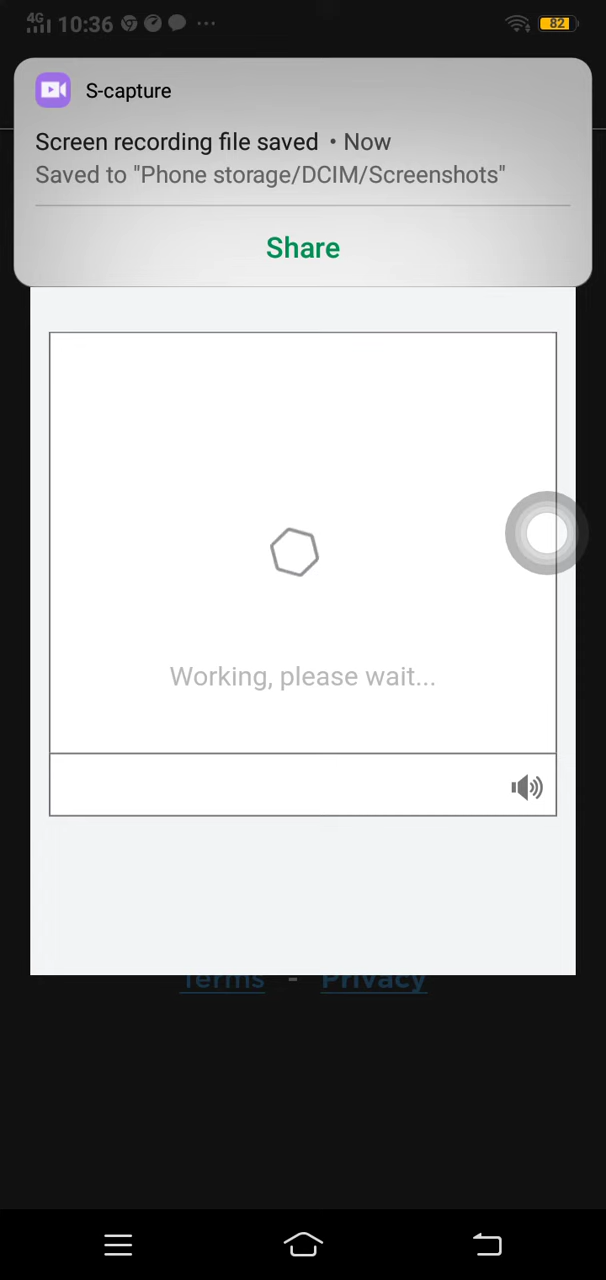 4G 10:36 ... 82
S-capture
Screen recording file saved • Now
Saved to "Phone storage/DCIM/Screenshots"
Share
Working, please wait...
Terms - Privacy